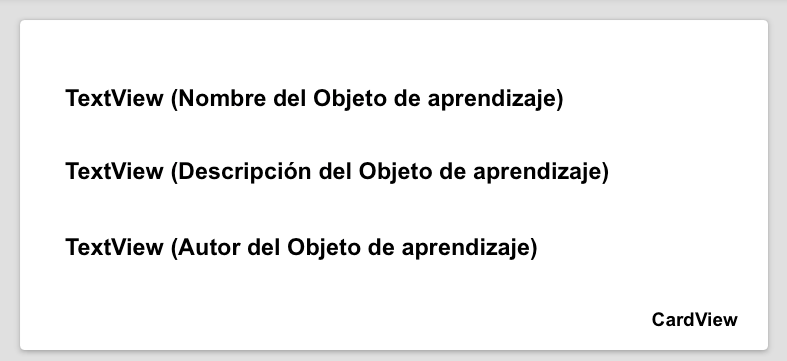 TextView (Nombre del Objeto de aprendizaje)
TextView (Descripción del Objeto de aprendizaje)
TextView (Autor del Objeto de aprendizaje)
CardView